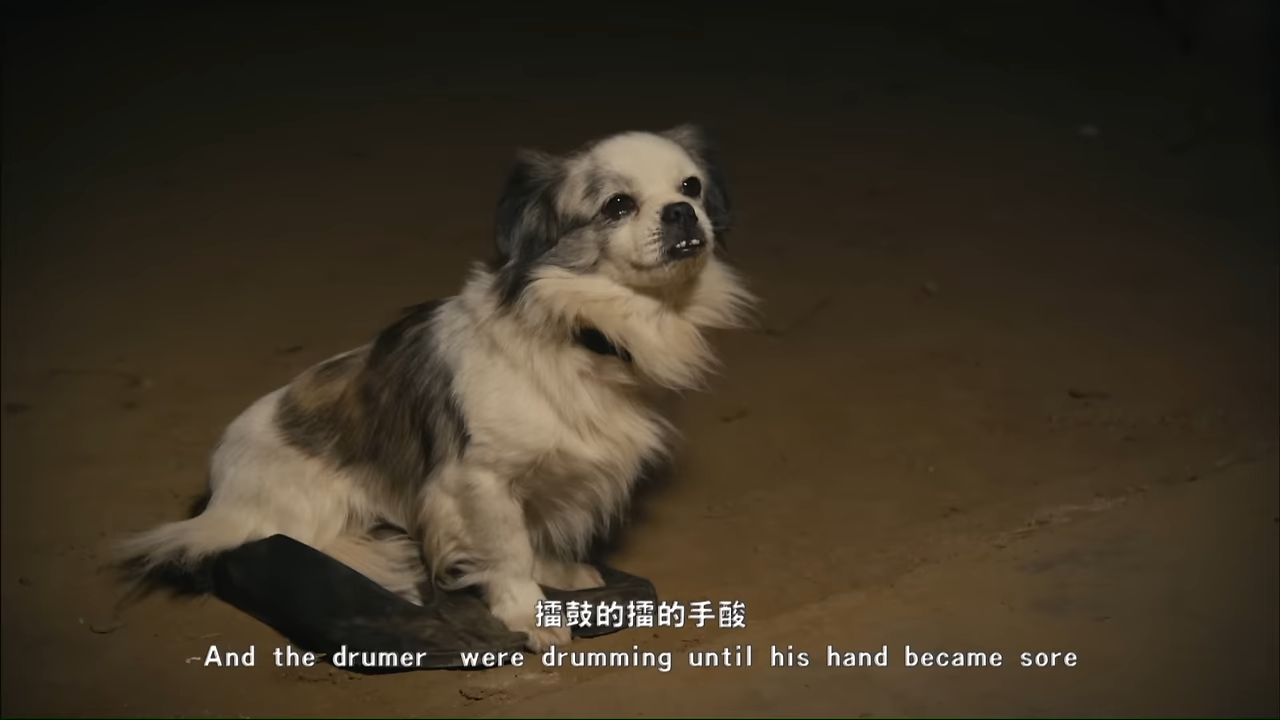 擂鼓的擂的手酸
And the drumer were drumming until his hand became sore